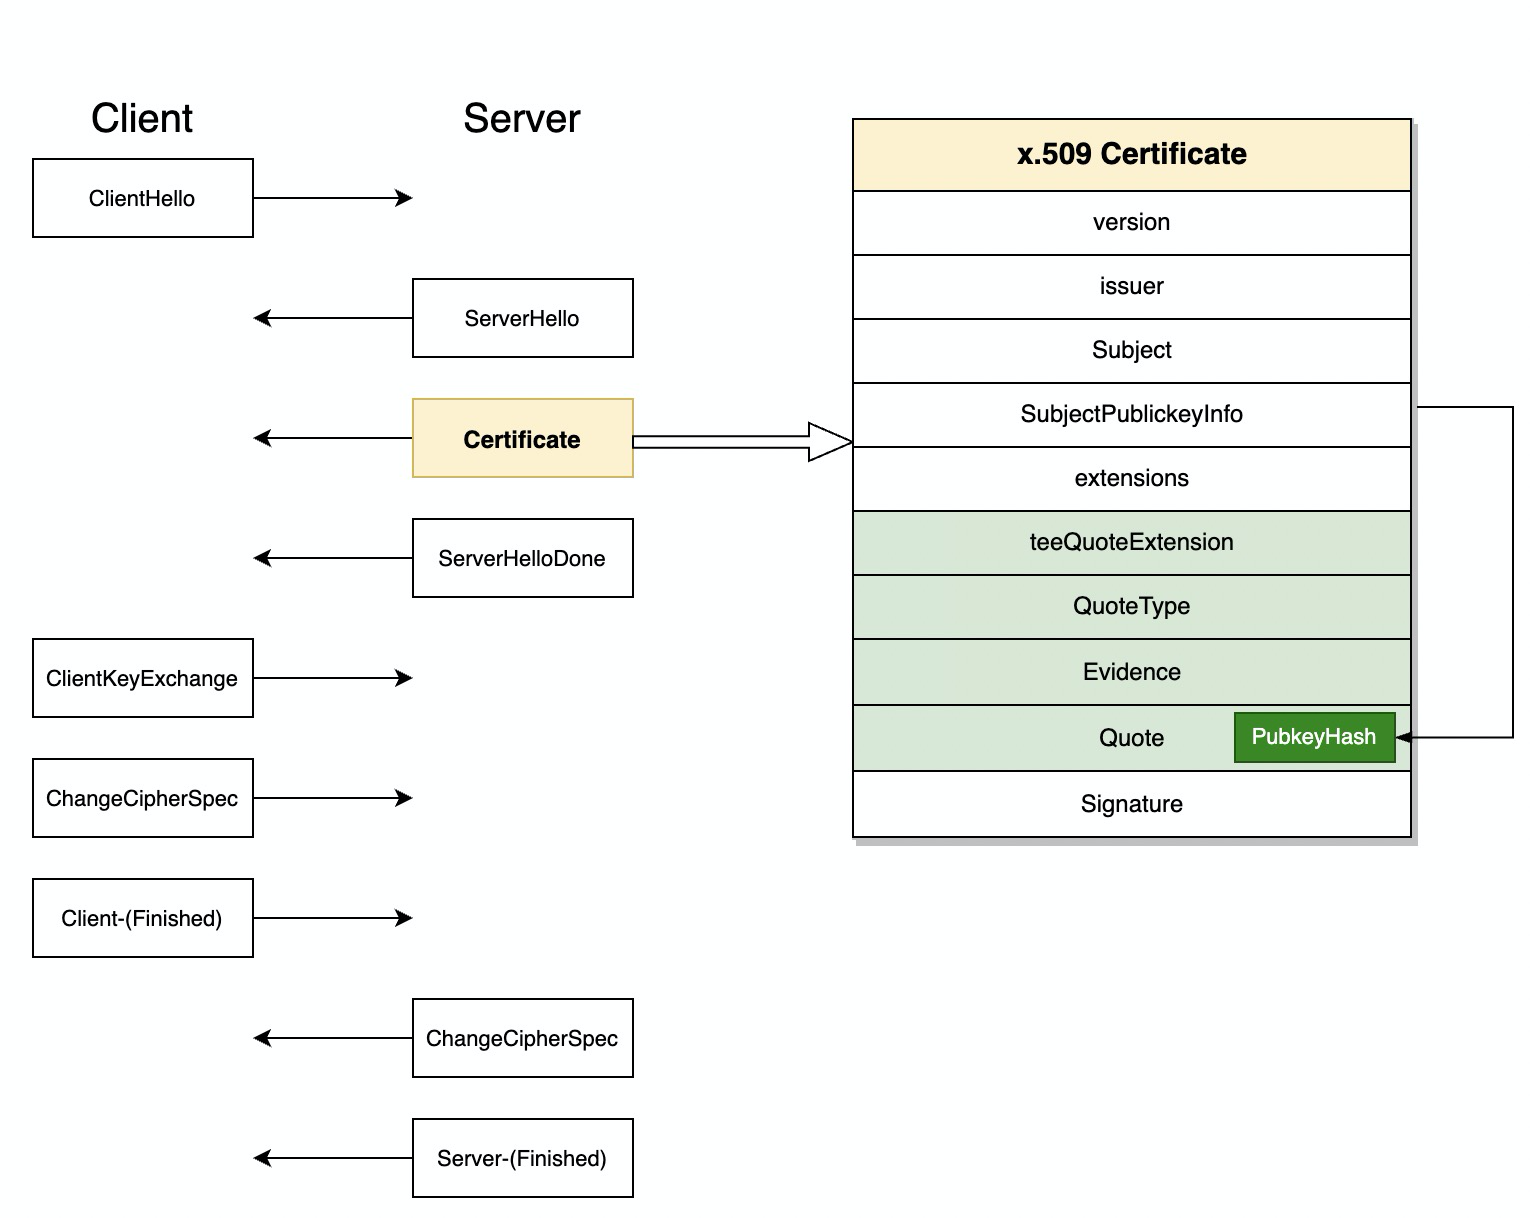 Client
Server
ClientHello
ServerHello
Certificate
ServerHelloDone
ClientKeyExchange
ChangeCipherSpec
Client-(Finished)
ChangeCipherSpec
Server-(Finished)
x.509 Certificate
version
issuer
Subject
SubjectPublickeyInfo
extensions
teeQuoteExtension
QuoteType
Evidence
Quote
PubkeyHash
Signature